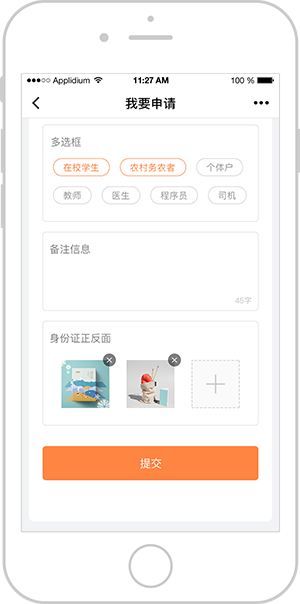 Applidium 11:27 AM 100 %
我要申请
多选框
在校学生 农村务农者 个体户
教师 医生 程序员 司机
备注信息
45字
身份证正反面
提交